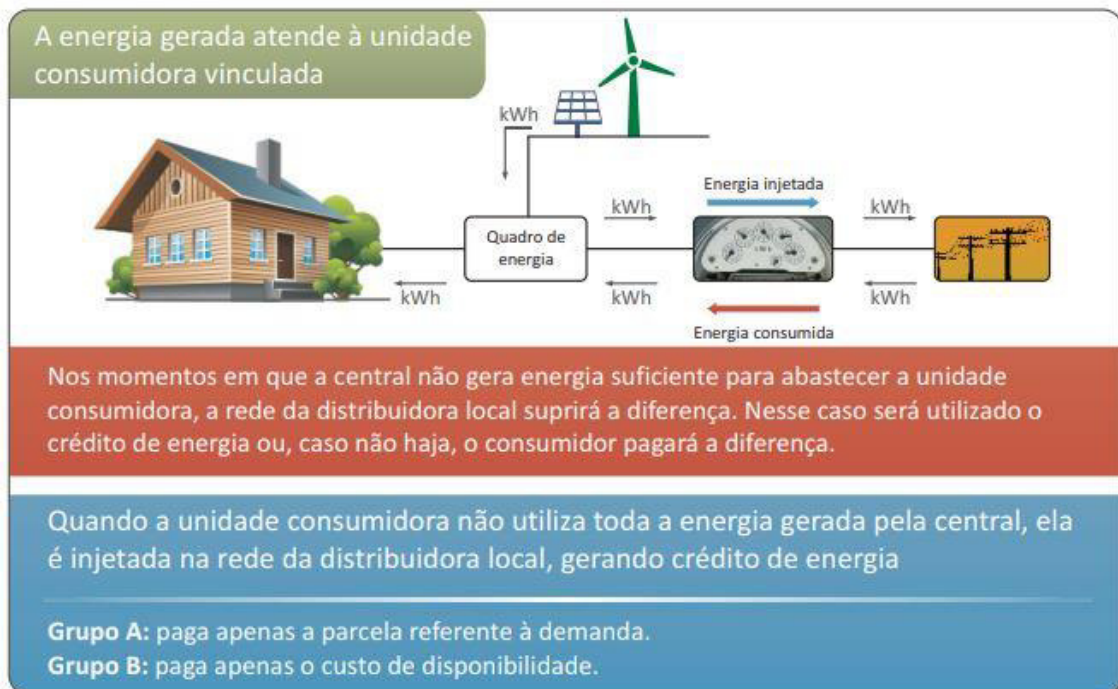 A energia gerada atende à unidade
consumidora vinculada
kWh
Energia injetada
kWh
kWh
Quadro de
energia
kWh
kWh
kWh
Energia consumida
Nos momentos em que a central não gera energia suficiente para abastecer a unidade
consumidora, a rede da distribuidora local suprirá a diferença. Nesse caso será utilizado o
crédito de energia ou, caso não haja, o consumidor pagará a diferença.
Quando a unidade consumidora não utiliza toda a energia gerada pela central, ela
é injetada na rede da distribuidora local, gerando crédito de energia
Grupo A: paga apenas a parcela referente à demanda.
Grupo B: paga apenas o custo de disponibilidade.